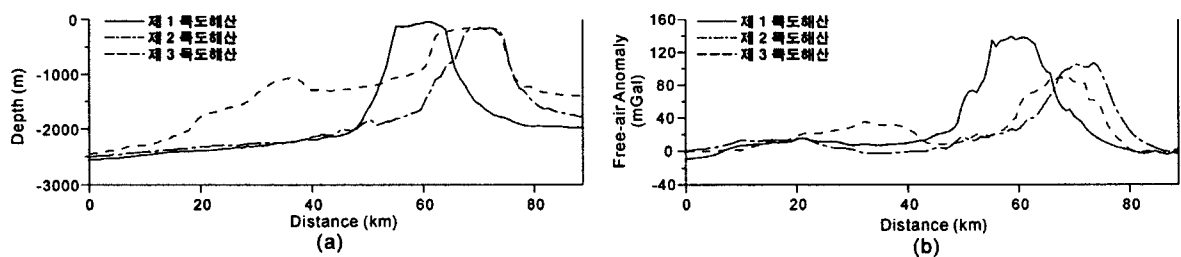 0
-1000
-2000
-3000
Depth (m)
제 1 독도해산
제 2 독도해산
제 3 독도해산
0 20 40 60 80
Distance (km)
(a)
160
120
80
40
0
-40
Free-air Anomaly
(mGal)
제 1 독도해산
제 2 독도해산
제 3 독도해산
0 20 40 60 80
Distance (km)
(b)